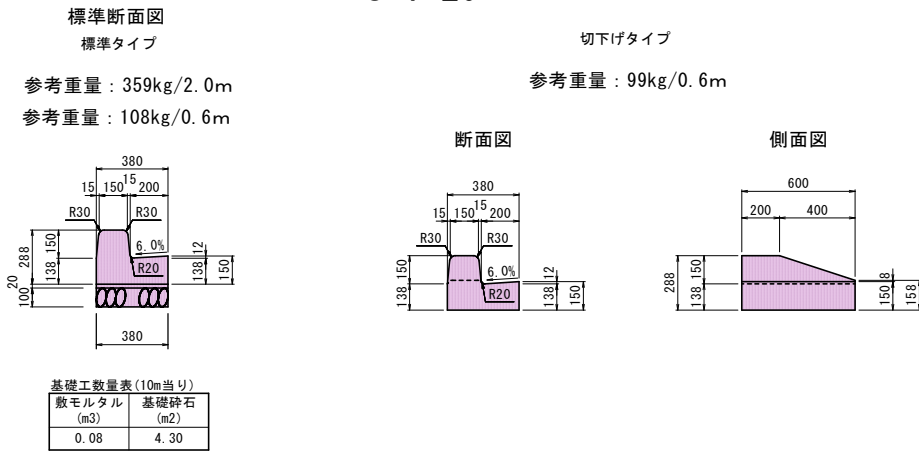 標準断面図
標準タイプ
参考重量：359kg/2.0m
参考重量：108kg/0.6m
380
15 150 15 200
R30 R30
288
150
138
20
100
6.0%
R20
12
138
150
380
基礎工数量表(10m当り)
敷モルタル (m3) 基礎砕石 (m2)
0.08 4.30
切下げタイプ
参考重量：99kg/0.6m
断面図
380
15 150 15 200
R30 R30
150
138
6.0%
R20
12
138
150
側面図
600
200 400
288
150
138
8
150
158